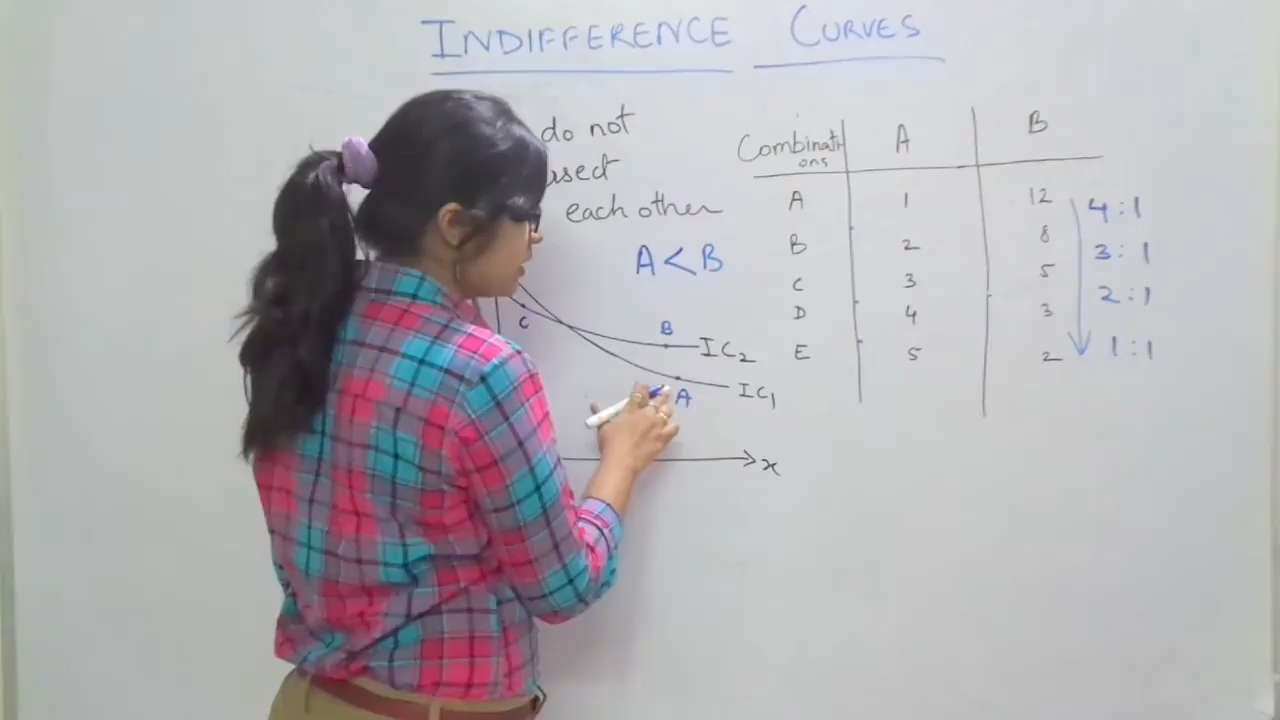 INDIFFERENCE CURVES
do not
each other
A < B
C
B
IC2
IC1
A
x
Combinations A B
A 1 12 4:1
B 2 8 3:1
C 3 5 2:1
D 4 3
E 5 2 1:1